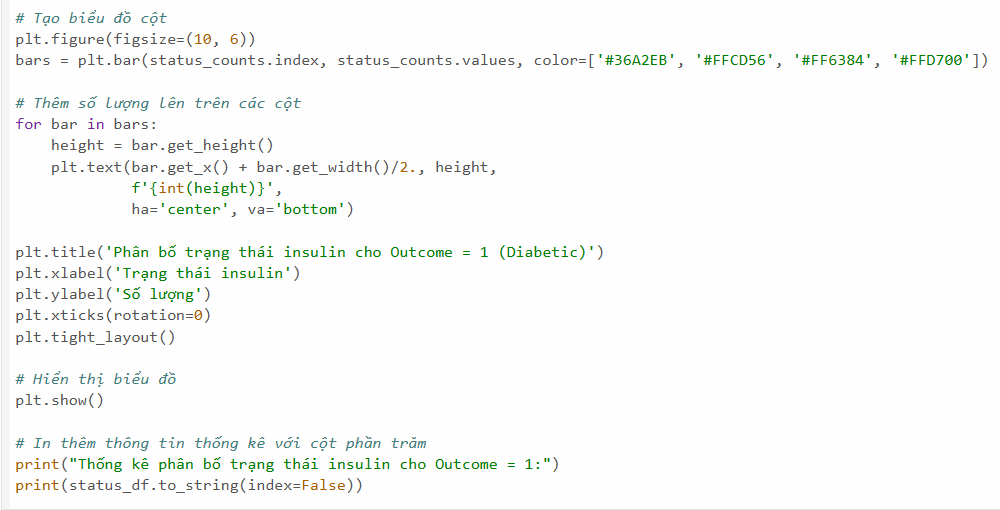 # Tạo biểu đồ cột
plt.figure(figsize=(10, 6))
bars = plt.bar(status_counts.index, status_counts.values, color=['#36A2EB', '#FFCD56', '#FF6384', '#FFD700'])

# Thêm số lượng lên trên các cột
for bar in bars:
    height = bar.get_height()
    plt.text(bar.get_x() + bar.get_width()/2., height,
             f'{int(height)}',
             ha='center', va='bottom')

plt.title('Phân bố trạng thái insulin cho Outcome = 1 (Diabetic)')
plt.xlabel('Trạng thái insulin')
plt.ylabel('Số lượng')
plt.xticks(rotation=0)
plt.tight_layout()

# Hiển thị biểu đồ
plt.show()

# In thêm thông tin thống kê với cột phần trăm
print("Thống kê phân bố trạng thái insulin cho Outcome = 1:")
print(status_df.to_string(index=False))